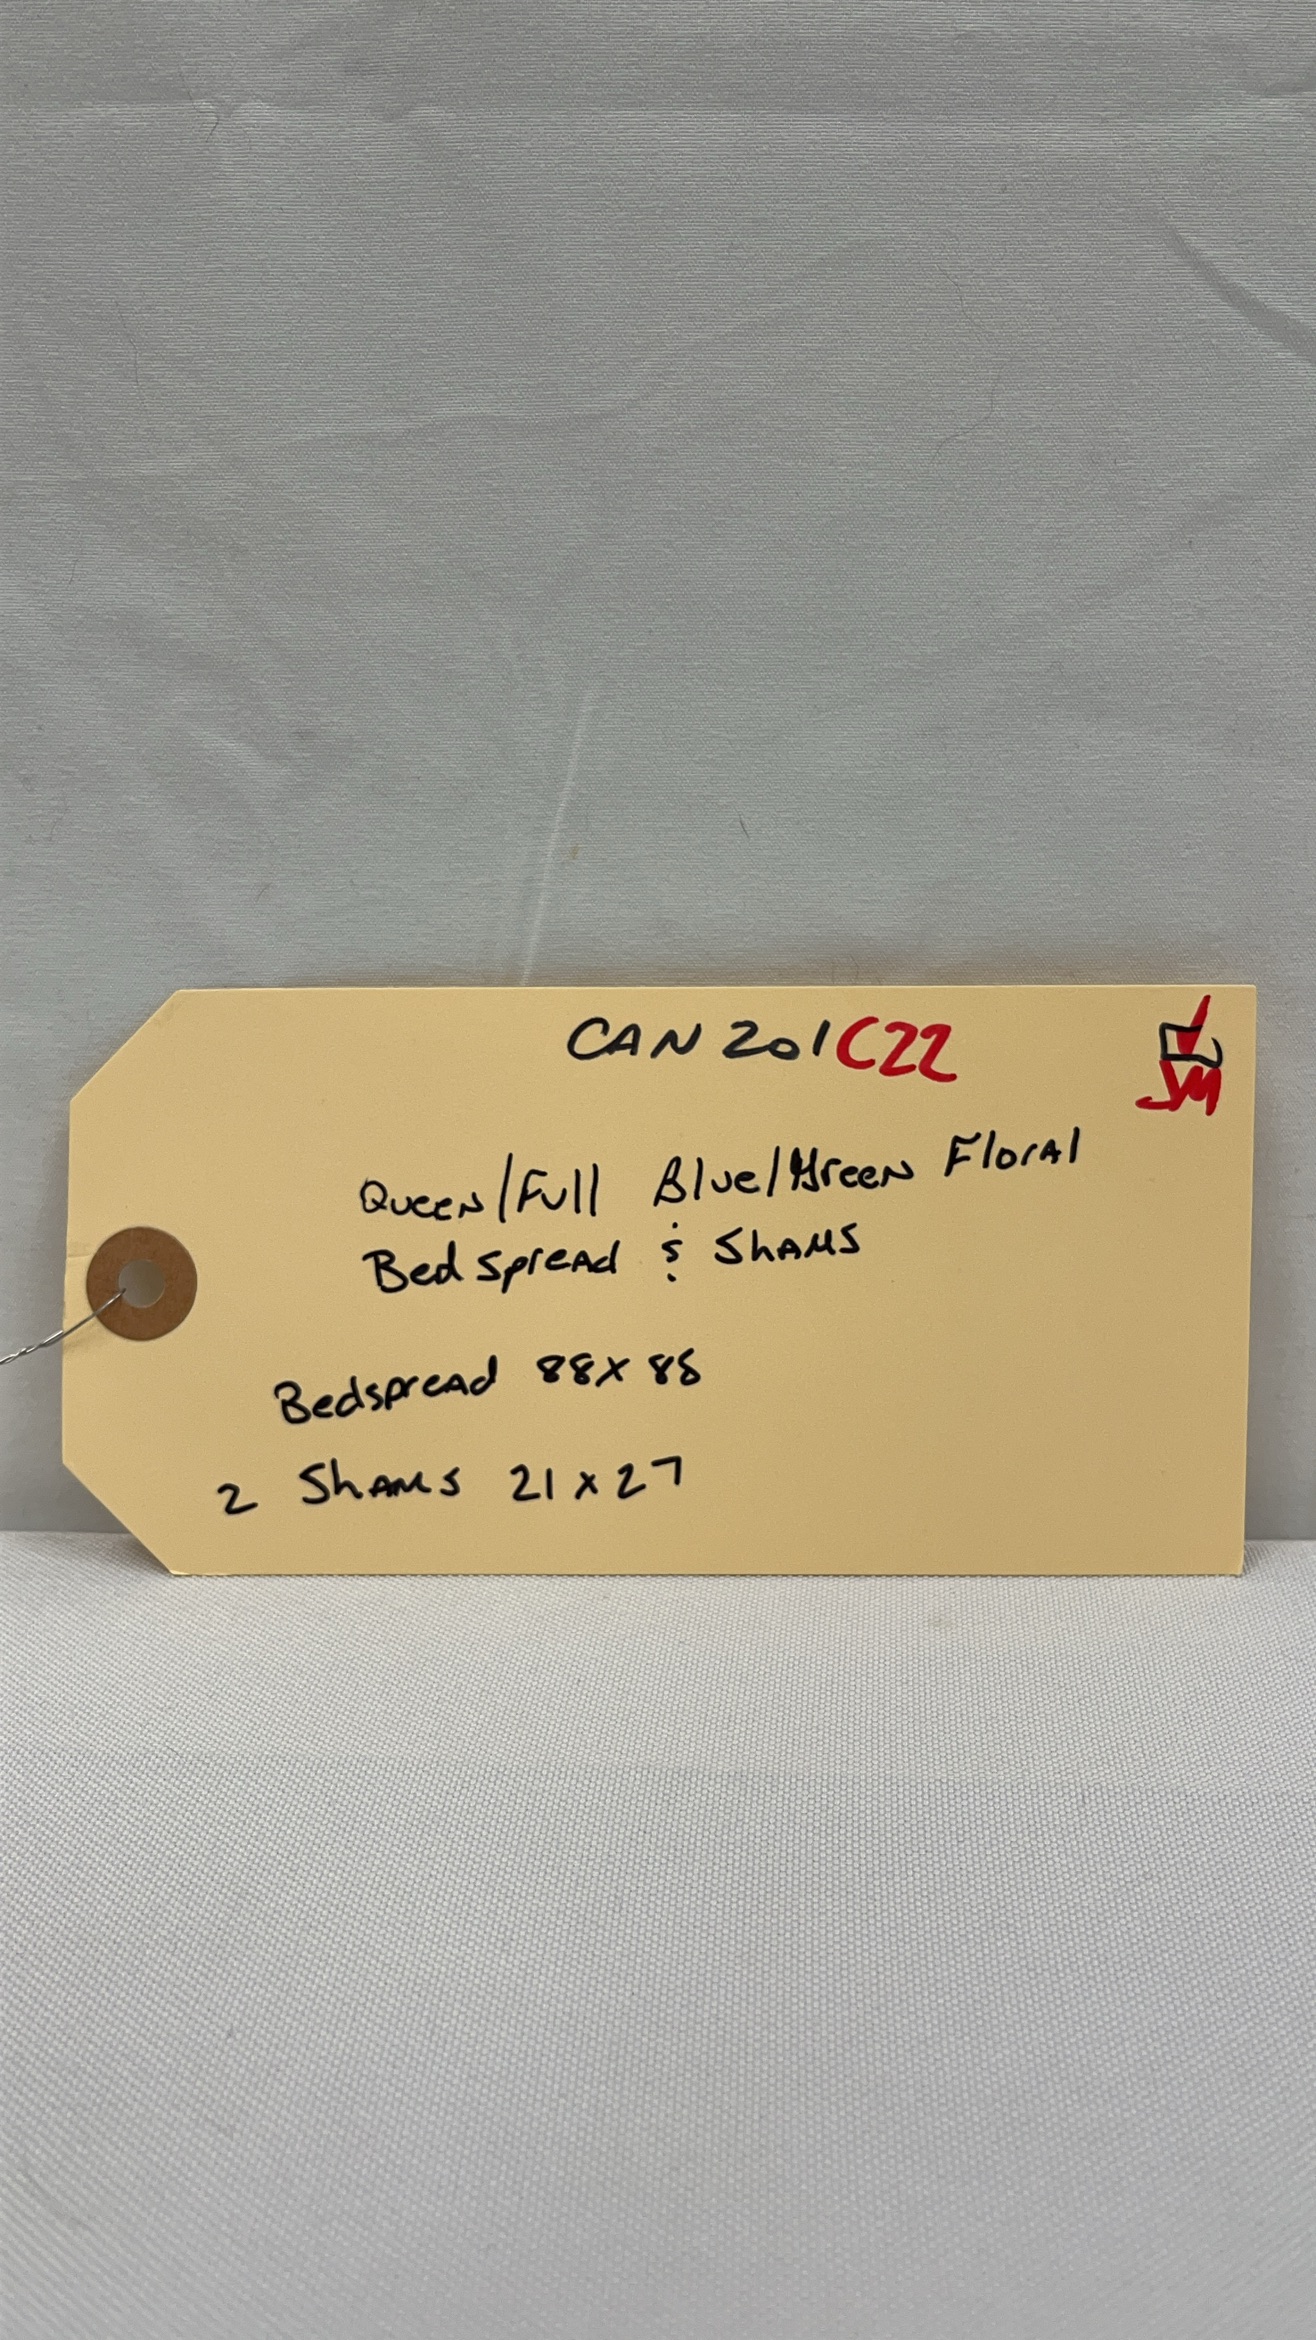 CAN 201C22
JM
Queen/Full Blue/Green Floral
Bedspread & Shams
Bedspread 88x88
2 Shams 21x27